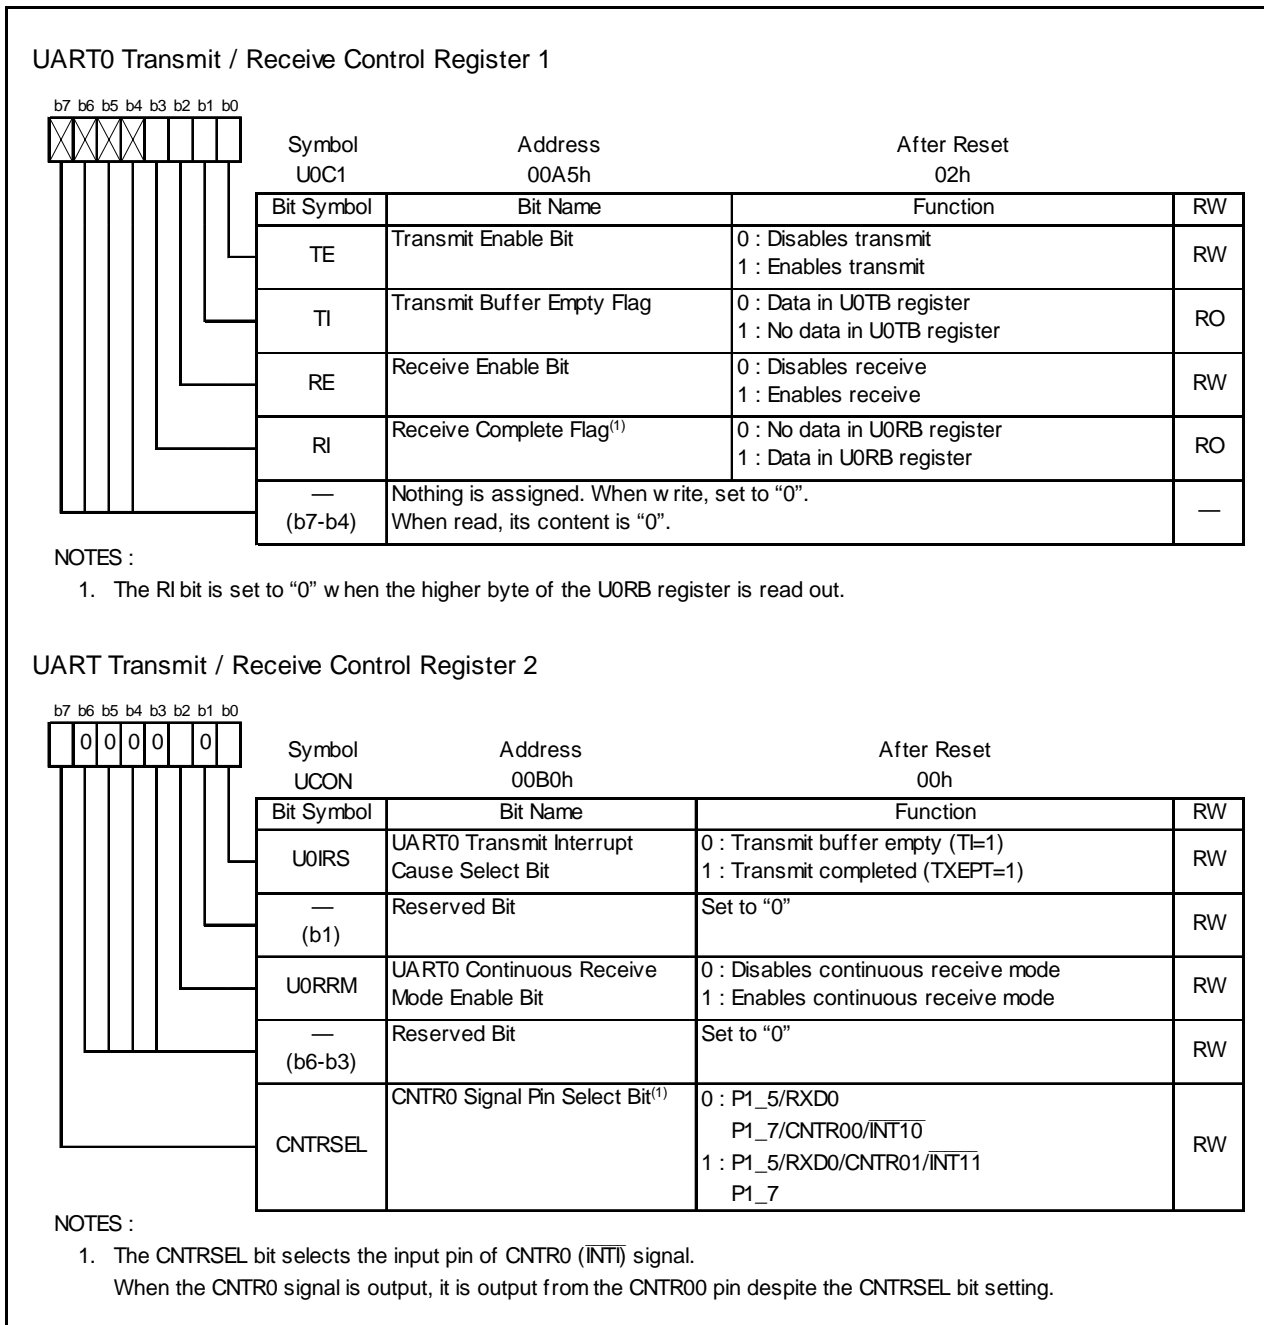 UART0 Transmit / Receive Control Register 1
b7 b6 b5 b4 b3 b2 b1 b0
Symbol Address After Reset
U0C1 00A5h 02h
Bit Symbol Bit Name Function RW
TE Transmit Enable Bit 0 : Disables transmit RW
1 : Enables transmit
TI Transmit Buffer Empty Flag 0 : Data in U0TB register RO
1 : No data in U0TB register
RE Receive Enable Bit 0 : Disables receive RW
1 : Enables receive
RI Receive Complete Flag(1) 0 : No data in U0RB register RO
1 : Data in U0RB register
— Nothing is assigned. When write, set to “0”. —
(b7-b4) When read, its content is “0”.
NOTES :
1. The RI bit is set to “0” when the higher byte of the U0RB register is read out.
UART Transmit / Receive Control Register 2
b7 b6 b5 b4 b3 b2 b1 b0
0 0 0 0 0
Symbol Address After Reset
UCON 00B0h 00h
Bit Symbol Bit Name Function RW
U0IRS UART0 Transmit Interrupt 0 : Transmit buffer empty (TI=1) RW
Cause Select Bit 1 : Transmit completed (TXEPT=1)
— Reserved Bit Set to “0” RW
(b1)
U0RRM UART0 Continuous Receive 0 : Disables continuous receive mode RW
Mode Enable Bit 1 : Enables continuous receive mode
— Reserved Bit Set to “0” RW
(b6-b3)
CNTRSEL CNTR0 Signal Pin Select Bit(1) 0 : P1_5/RXD0 RW
P1_7/CNTR00/INT10
1 : P1_5/RXD0/CNTR01/INT11
P1_7
NOTES :
1. The CNTRSEL bit selects the input pin of CNTR0 (INTI) signal.
When the CNTR0 signal is output, it is output from the CNTR00 pin despite the CNTRSEL bit setting.